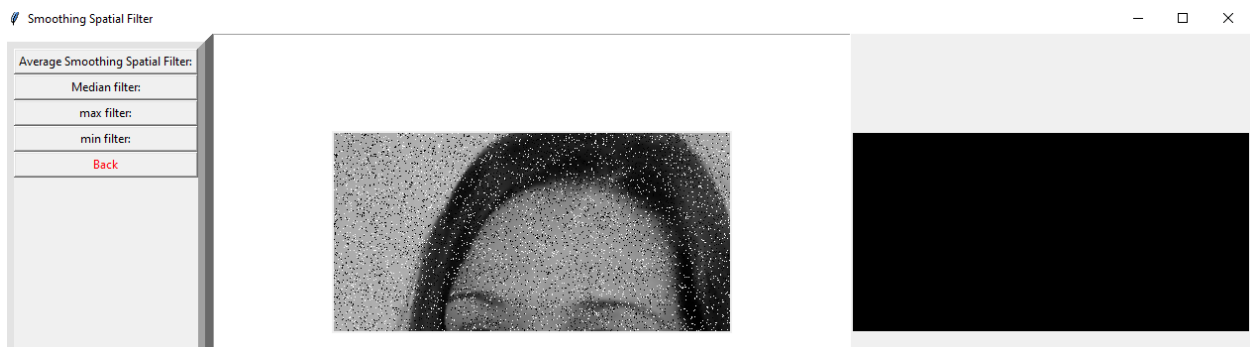 Smoothing Spatial Filter
Average Smoothing Spatial Filter:
Median filter:
max filter:
min filter:
Back